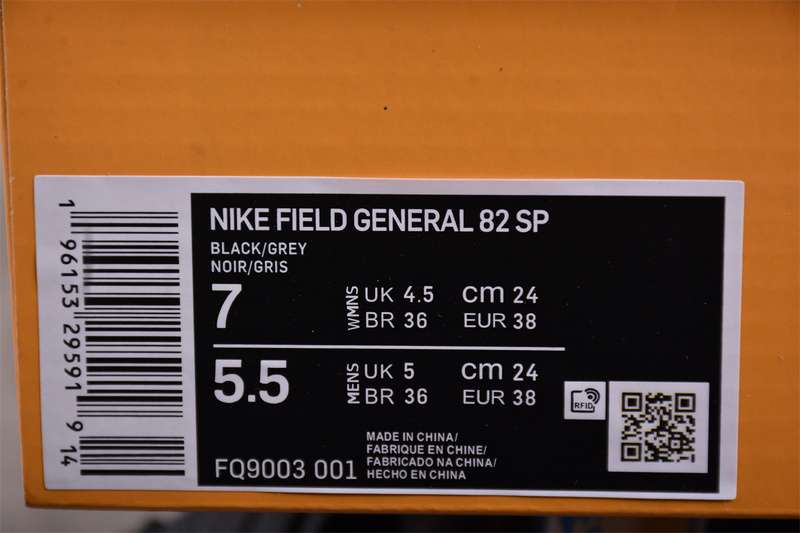 1 96153 29591 9 14
NIKE FIELD GENERAL 82 SP
BLACK/GREY
NOIR/GRIS
7 WMNS UK 4.5 cm 24
BR 36 EUR 38
5.5 MENS UK 5 cm 24
BR 36 EUR 38
RFID
MADE IN CHINA/
FABRIQUE EN CHINE/
FABRICADO NA CHINA/
HECHO EN CHINA
FQ9003 001